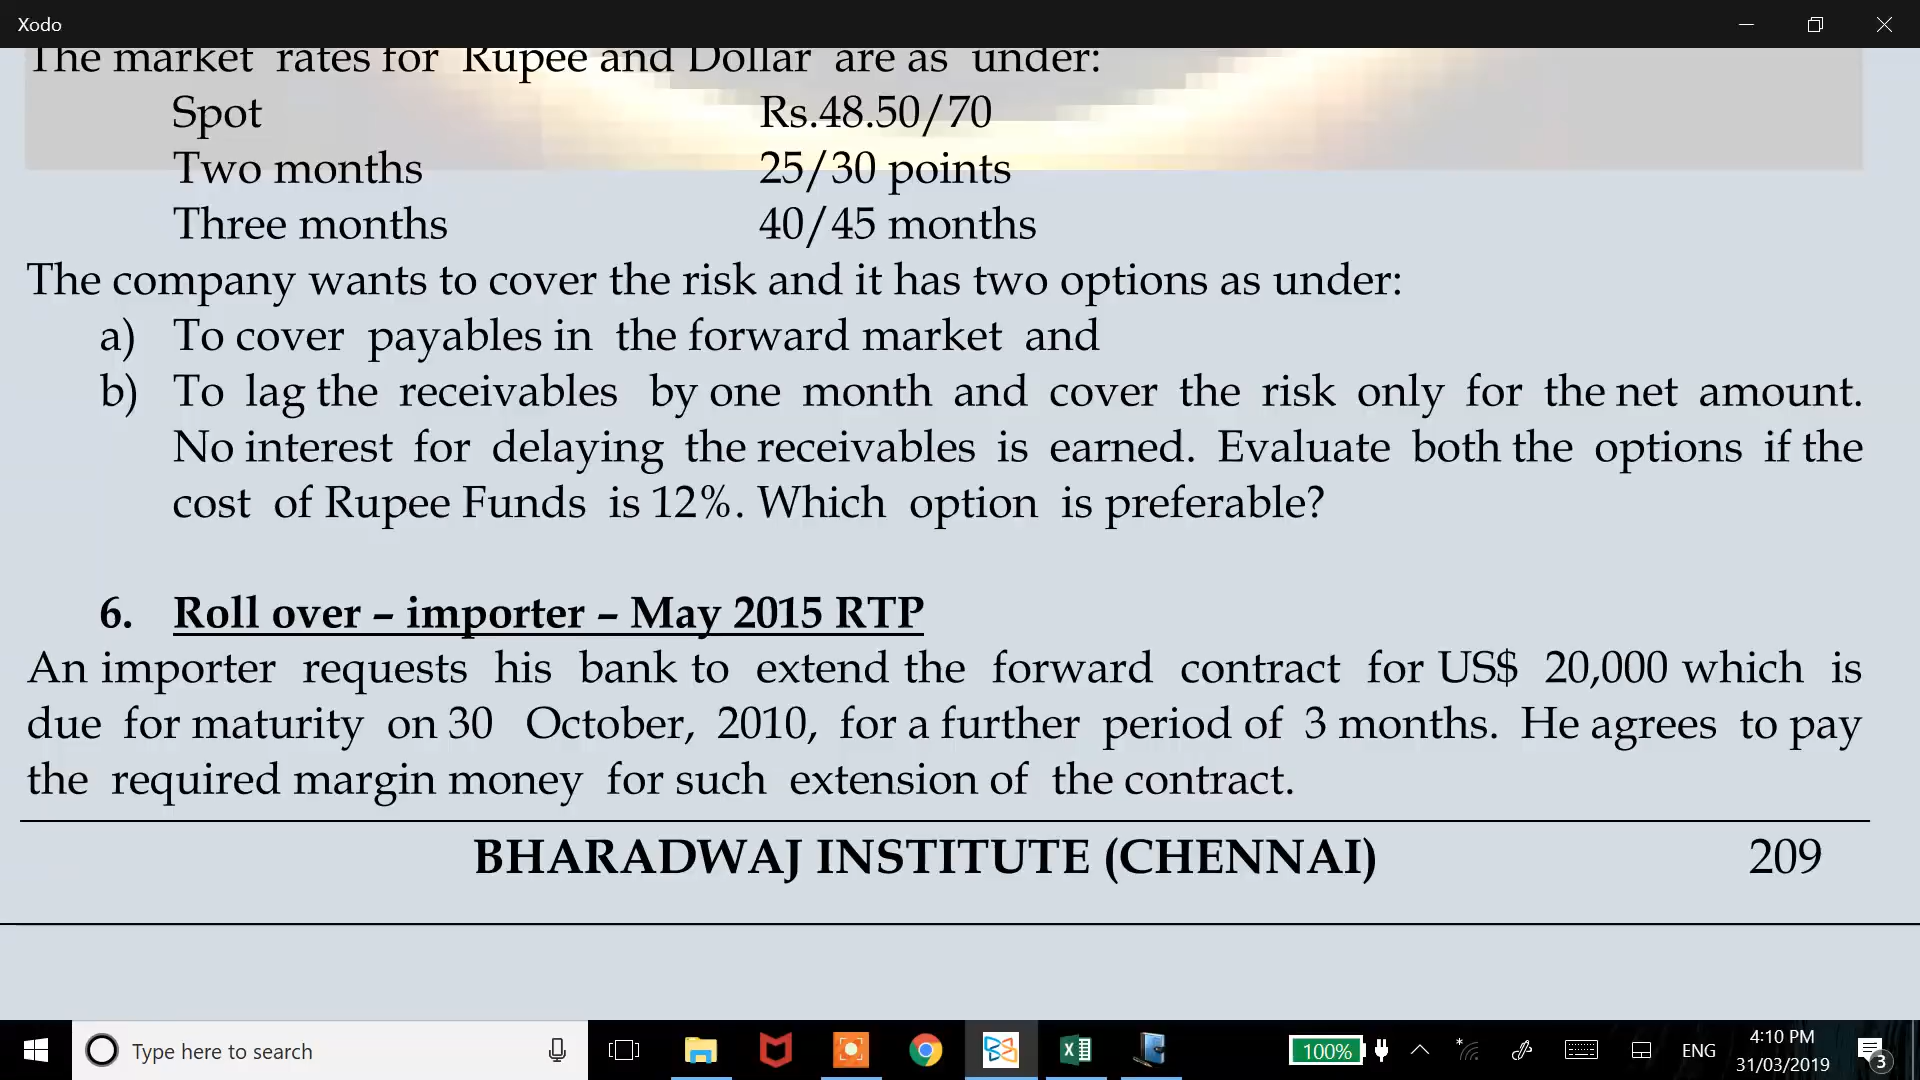 Xodo
The market rates for Rupee and Dollar are as under:
Spot Rs.48.50/70
Two months 25/30 points
Three months 40/45 months
The company wants to cover the risk and it has two options as under:
a) To cover payables in the forward market and
b) To lag the receivables by one month and cover the risk only for the net amount.
No interest for delaying the receivables is earned. Evaluate both the options if the
cost of Rupee Funds is 12%. Which option is preferable?
6. Roll over – importer – May 2015 RTP
An importer requests his bank to extend the forward contract for US$ 20,000 which is
due for maturity on 30 October, 2010, for a further period of 3 months. He agrees to pay
the required margin money for such extension of the contract.
BHARADWAJ INSTITUTE (CHENNAI) 209
Type here to search
100%
ENG
4:10 PM
31/03/2019
3